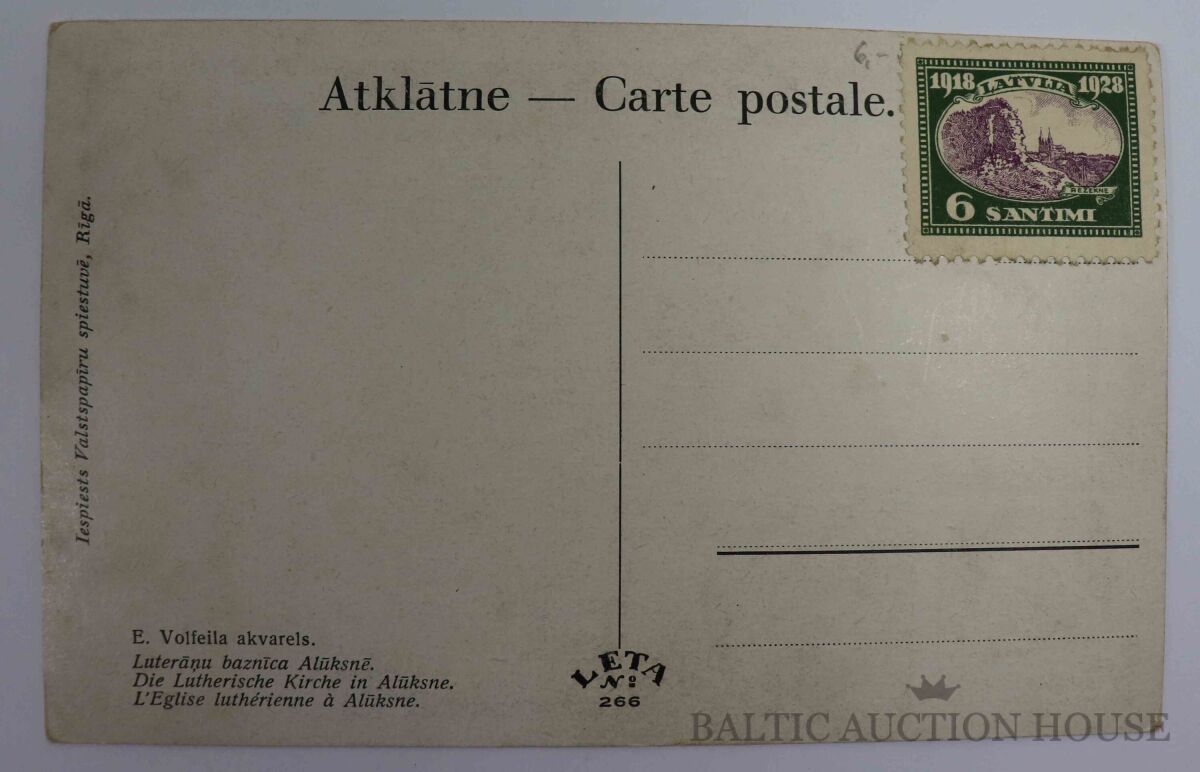 6,-
Atklātne — Carte postale.
1918 LATVIJA 1928
RĒZEKNE
6 SANTIMI
Iespiests Valstspapīru spiestuvē, Rīgā.
E. Volfeila akvarels.
Luterāņu baznīca Alūksnē.
Die Lutherische Kirche in Alūksne.
L'Eglise luthérienne à Alūksne.
LETA
№
266
BALTIC AUCTION HOUSE